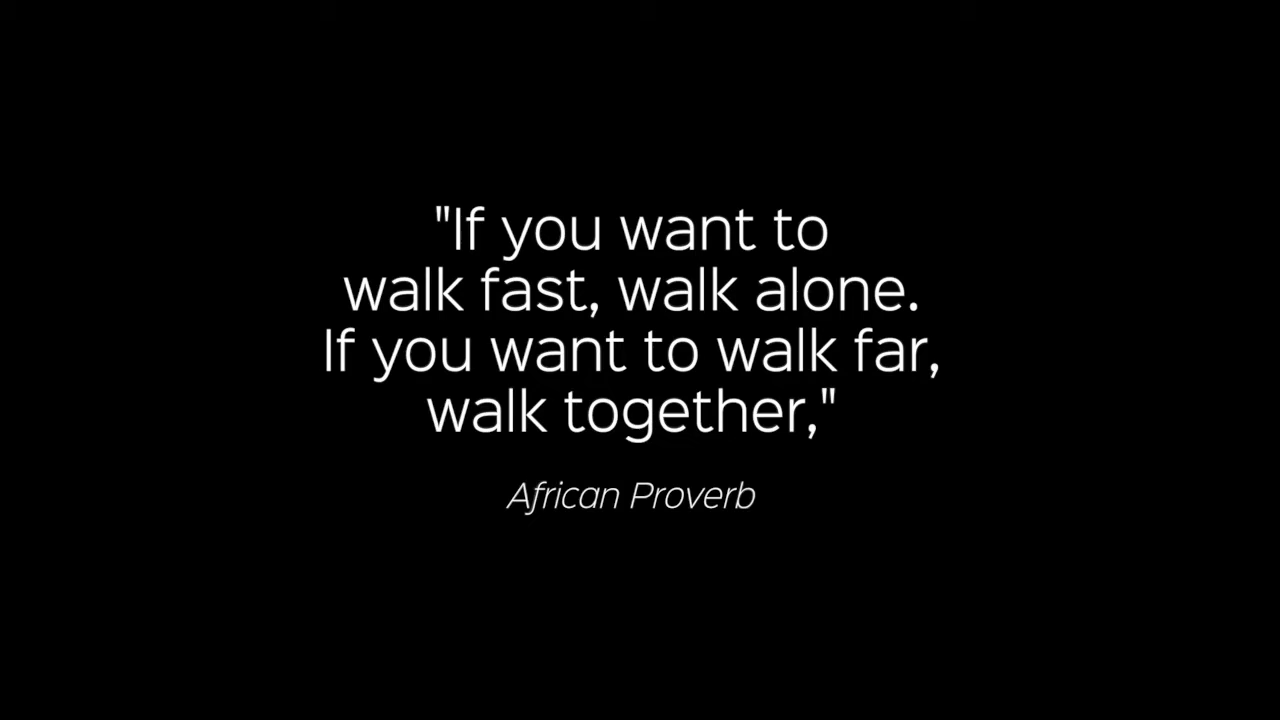 "If you want to
walk fast, walk alone.
If you want to walk far,
walk together,"
African Proverb